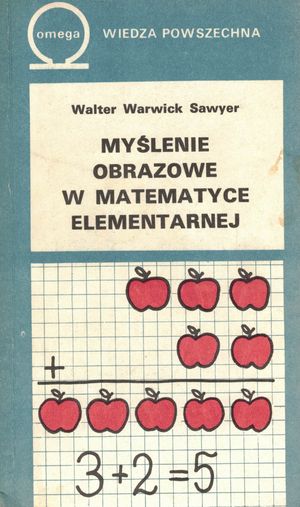 omega
WIEDZA POWSZECHNA
Walter Warwick Sawyer
MYŚLENIE
OBRAZOWE
W MATEMATYCE
ELEMENTARNEJ
+
3+2=5